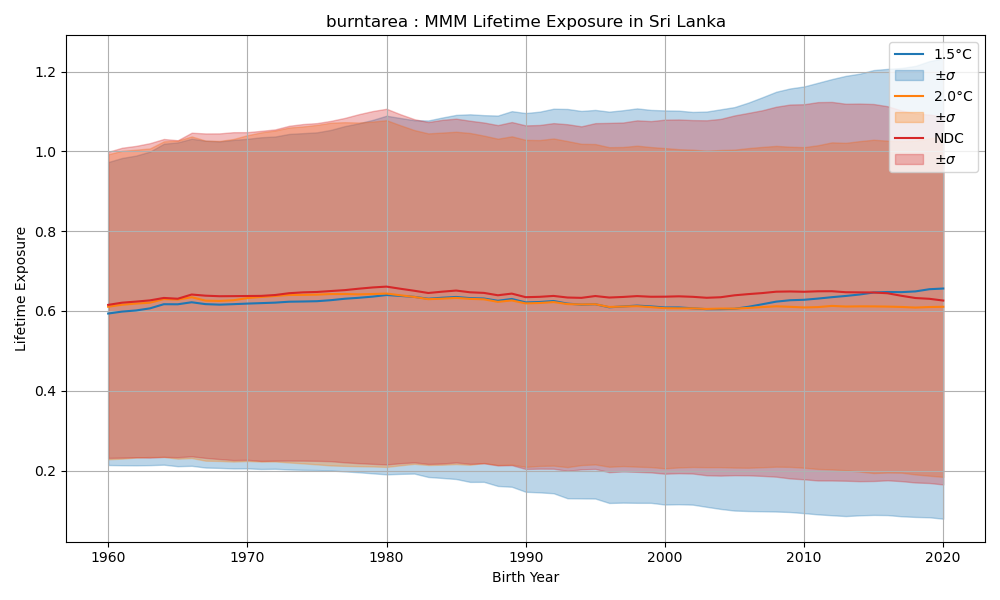 burntarea : MMM Lifetime Exposure in Sri Lanka
1.5°C
±σ
2.0°C
±σ
NDC
±σ
Lifetime Exposure
1.2
1.0
0.8
0.6
0.4
0.2
1960 1970 1980 1990 2000 2010 2020
Birth Year